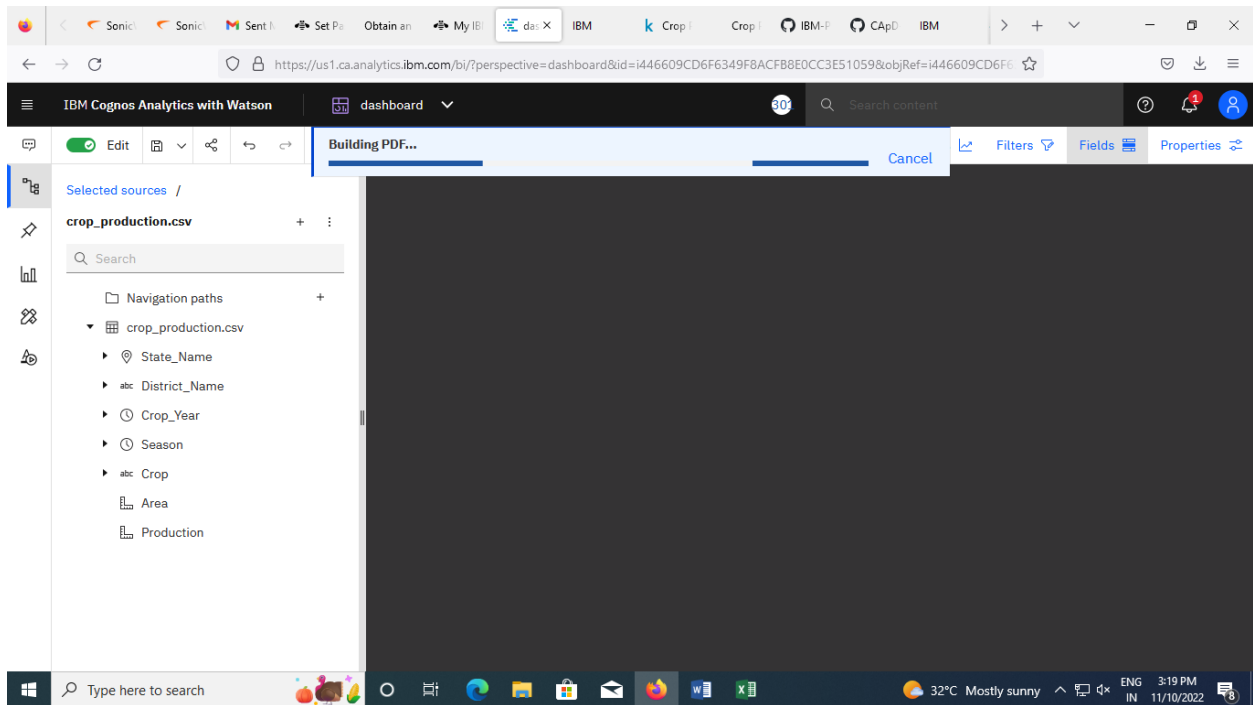 Sonic
Sonic
Sent
Set Pa
Obtain an
My IB
das
IBM
Crop
Crop
IBM-P
CApD
IBM
https://us1.ca.analytics.ibm.com/bi/?perspective=dashboard&id=i446609CD6F6349F8ACFB8E0CC3E51059&objRef=i446609CD6F6
IBM Cognos Analytics with Watson
dashboard
301
Search content
1
Edit
Building PDF...
Cancel
Filters
Fields
Properties
Selected sources /
crop_production.csv
Search
Navigation paths
crop_production.csv
State_Name
abc District_Name
Crop_Year
Season
abc Crop
Area
Production
Type here to search
32°C Mostly sunny
ENG
IN
3:19 PM
11/10/2022
8